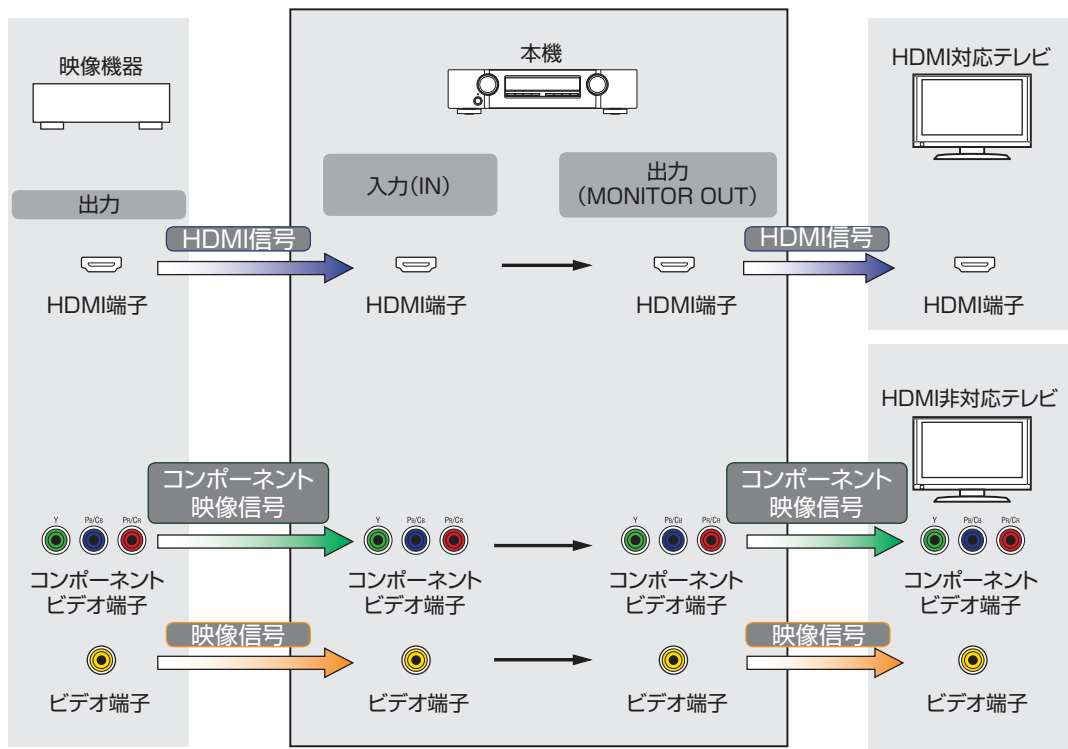 映像機器
本機
HDMI対応テレビ
出力
入力(IN)
出力
(MONITOR OUT)
HDMI信号
HDMI信号
HDMI端子
HDMI端子
HDMI端子
HDMI端子
HDMI非対応テレビ
コンポーネント
映像信号
コンポーネント
映像信号
Y PB/CB PR/CR
Y PB/CB PR/CR
Y PB/CB PR/CR
Y PB/CB PR/CR
コンポーネント
ビデオ端子
コンポーネント
ビデオ端子
コンポーネント
ビデオ端子
コンポーネント
ビデオ端子
映像信号
映像信号
ビデオ端子
ビデオ端子
ビデオ端子
ビデオ端子